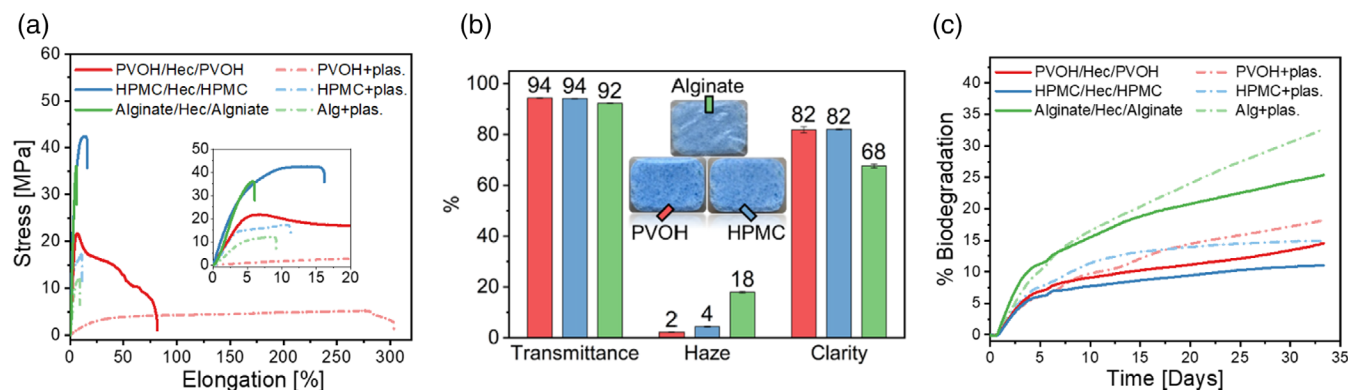 (a)
60
50
40
30
20
10
0
Stress [MPa]
PVOH/Hec/PVOH
HPMC/Hec/HPMC
Alginate/Hec/Algniate
PVOH+plas.
HPMC+plas.
Alg+plas.
50
40
30
20
10
0
0 5 10 15 20
0 50 100 150 200 250 300
Elongation [%]
(b)
100
80
60
40
20
0
%
94 94 92
2 4 18
82 82 68
Alginate
PVOH HPMC
Transmittance Haze Clarity
(c)
40
35
30
25
20
15
10
5
0
% Biodegradation
PVOH/Hec/PVOH
HPMC/Hec/HPMC
Alginate/Hec/Alginate
PVOH+plas.
HPMC+plas.
Alg+plas.
0 5 10 15 20 25 30 35
Time [Days]